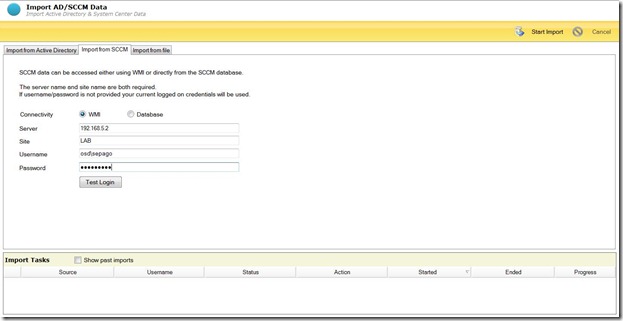 Import AD/SCCM Data
Import Active Directory & System Center Data
Start Import Cancel
Import from Active Directory Import from SCCM Import from file
SCCM data can be accessed either using WMI or directly from the SCCM database.
The server name and site name are both required.
If username/password is not provided your current logged on credentials will be used.
Connectivity WMI Database
Server 192.168.5.2
Site LAB
Username osd\sepago
Password •••••••••
Test Login
Import Tasks Show past imports
Source Username Status Action Started Ended Progress